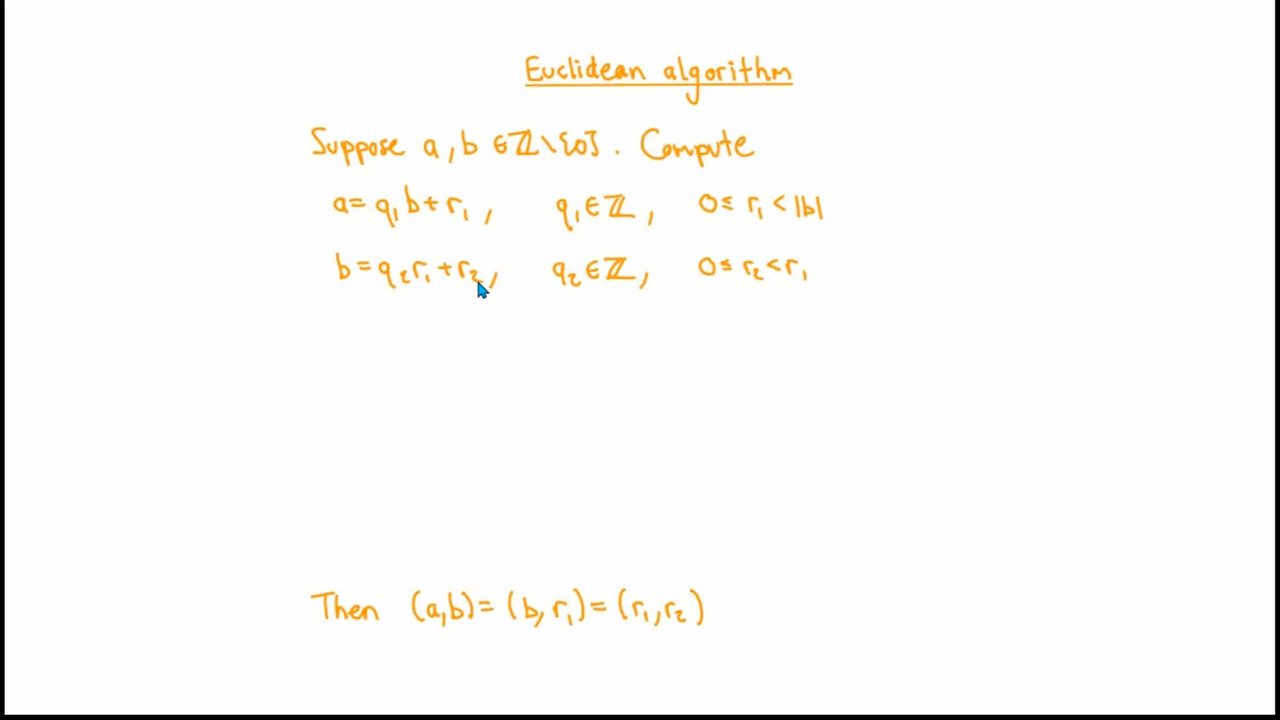 Euclidean algorithm
Suppose a, b ∈ ℤ∖{0}. Compute
a = q₁b + r₁, q₁ ∈ ℤ, 0 ≤ r₁ < |b|
b = q₂r₁ + r₂, q₂ ∈ ℤ, 0 ≤ r₂ < r₁
Then (a,b) = (b,r₁) = (r₁,r₂)